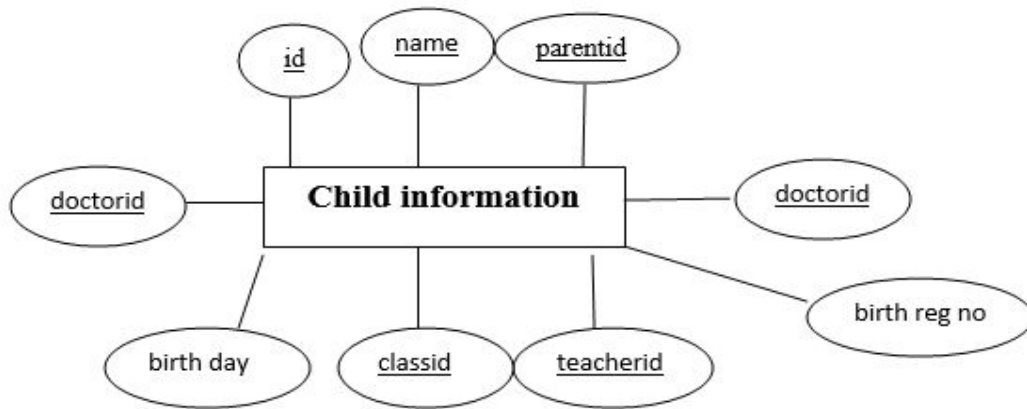 id
name
parentid
doctorid
Child information
doctorid
birth reg no
birth day
classid
teacherid